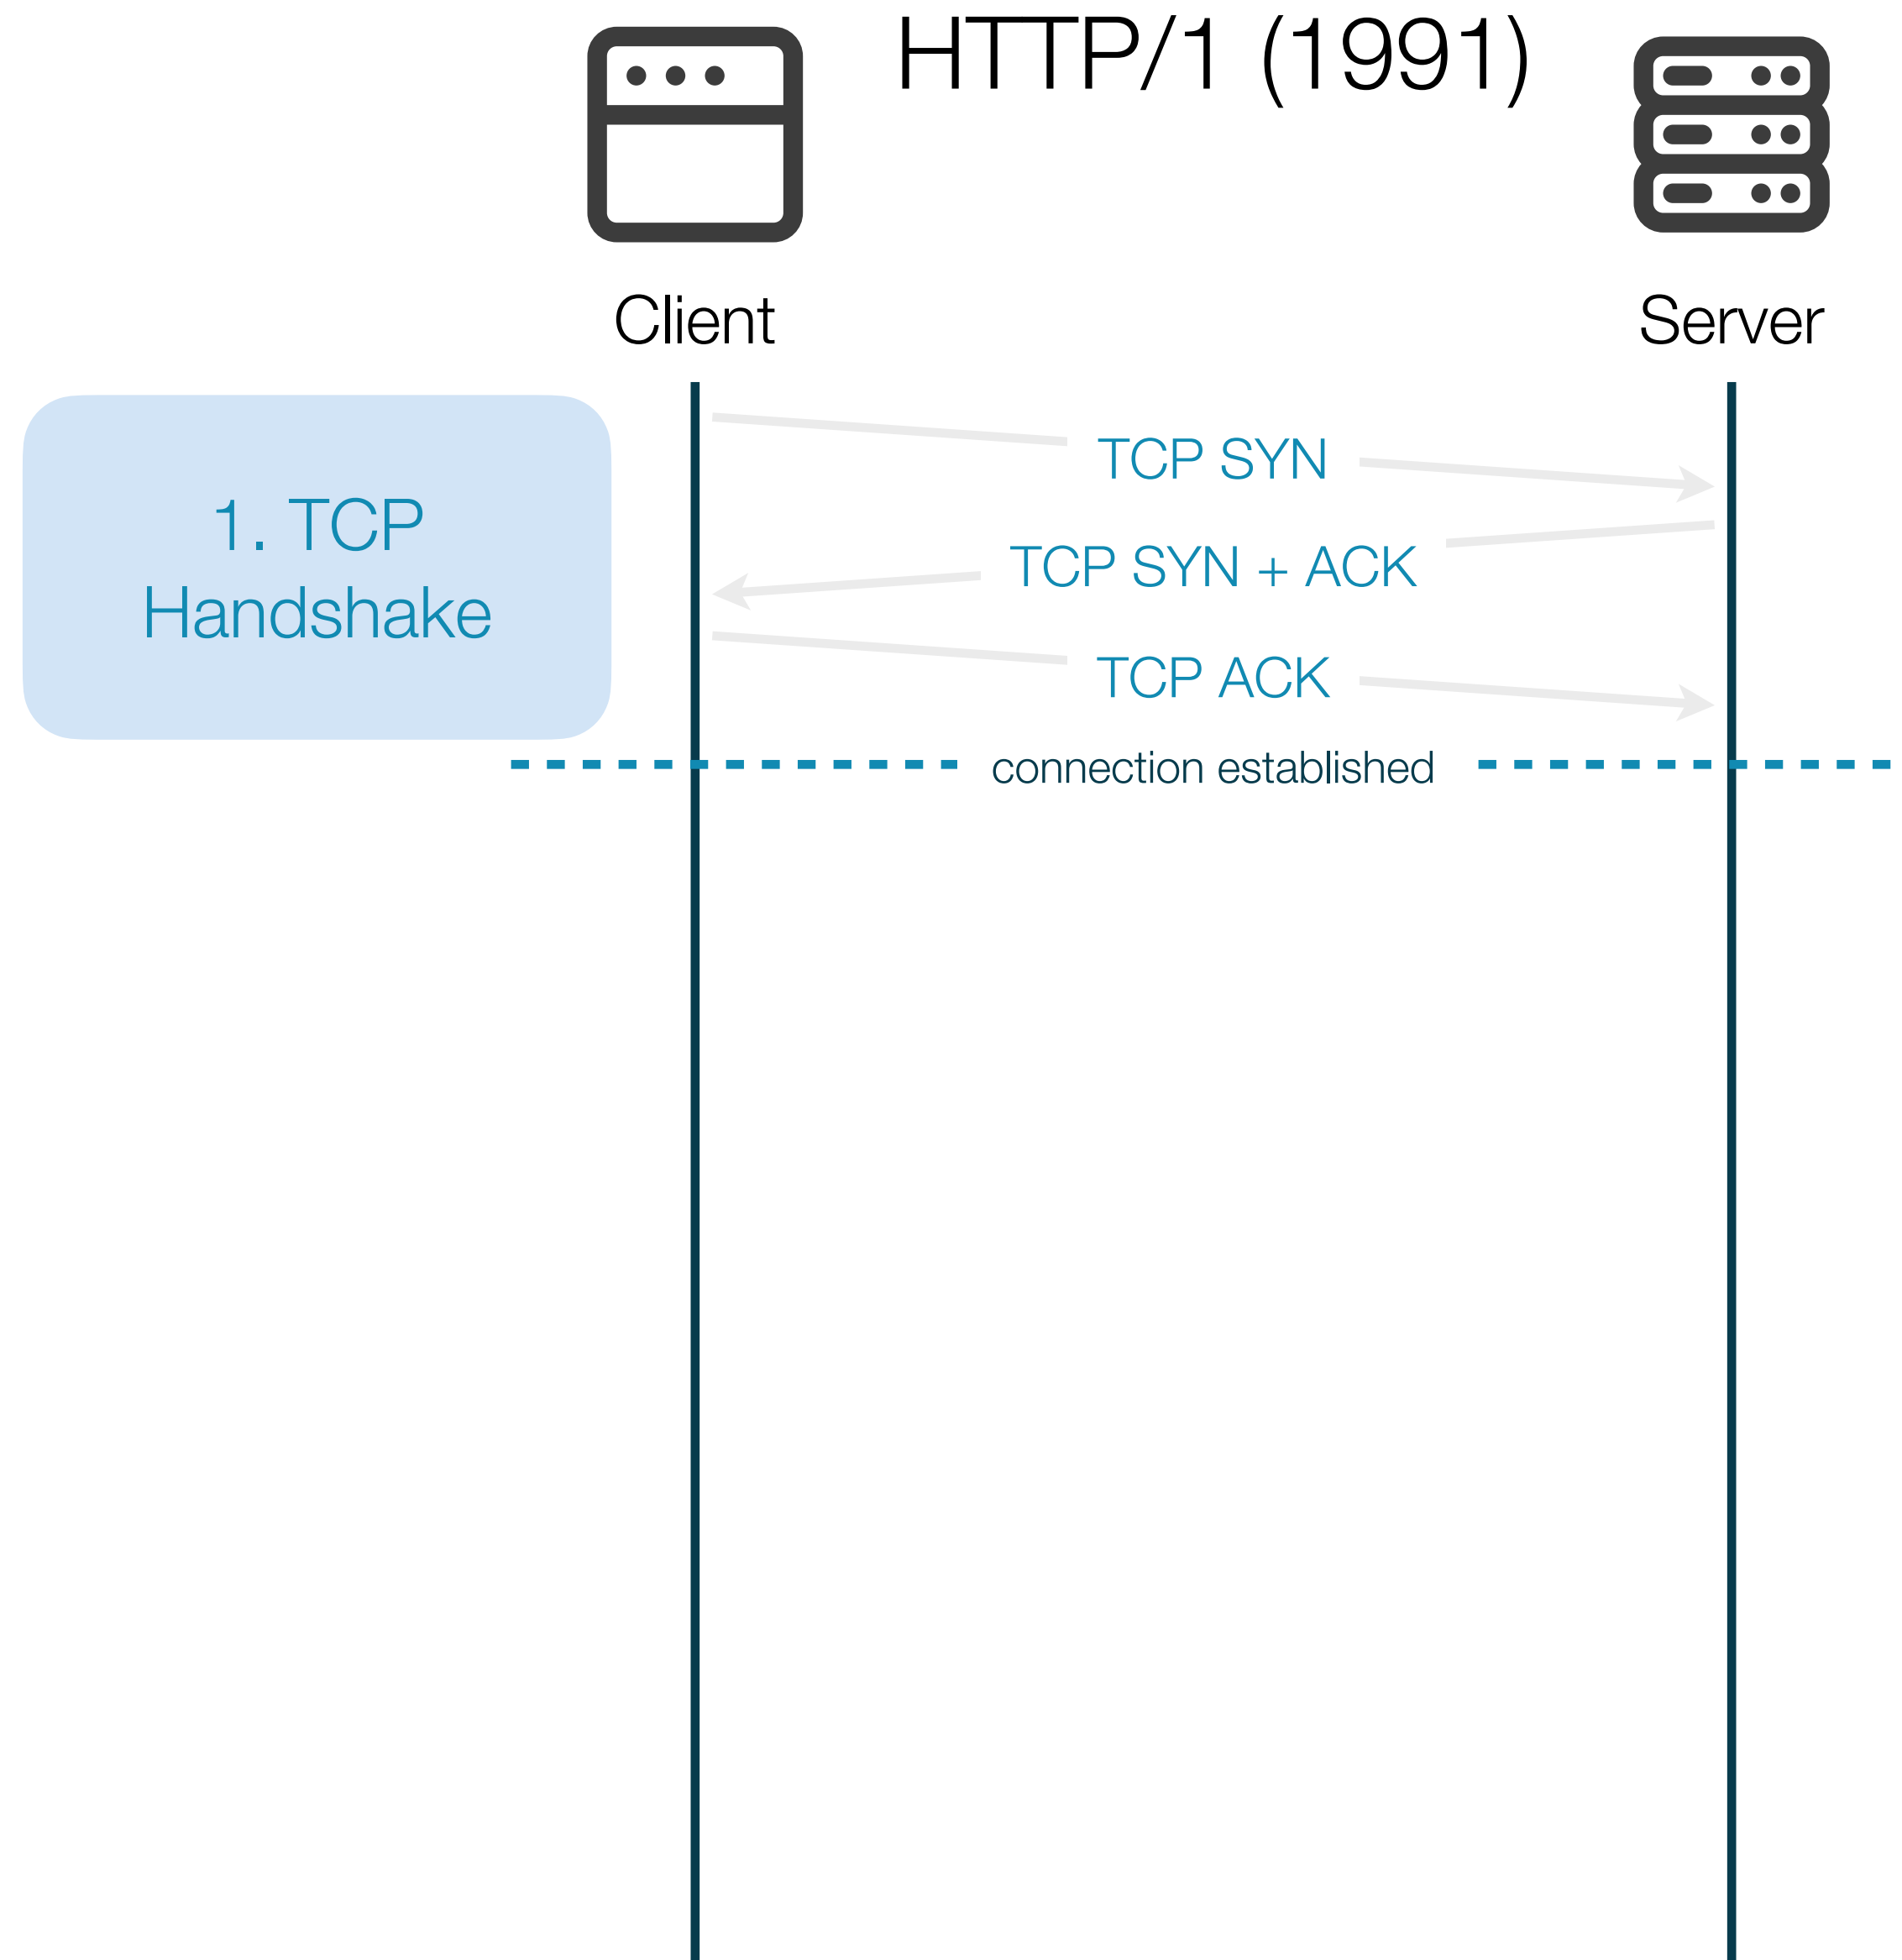 HTTP/1 (1991)
Client
Server
1. TCP
Handshake
TCP SYN
TCP SYN + ACK
TCP ACK
connection established